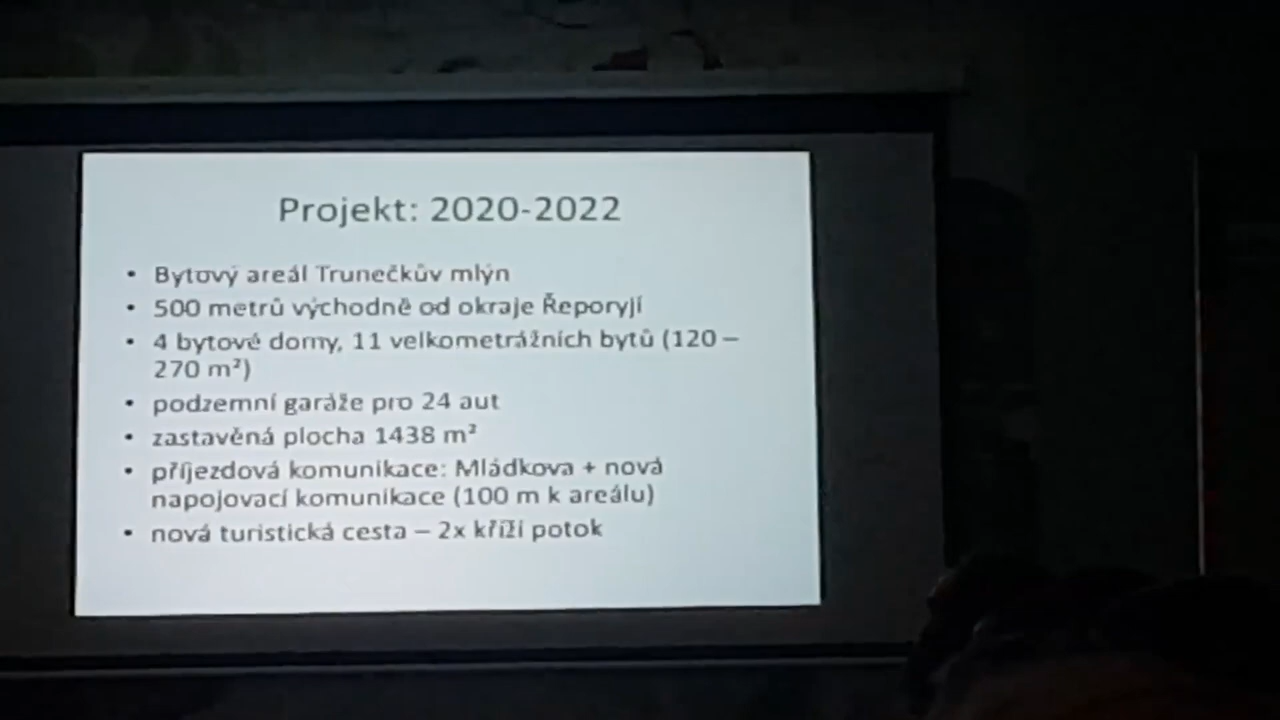 Projekt: 2020-2022
• Bytový areál Trunečkův mlýn
• 500 metrů východně od okraje Řeporyjí
• 4 bytové domy, 11 velkometrážních bytů (120 –
270 m²)
• podzemní garáže pro 24 aut
• zastavěná plocha 1438 m²
• příjezdová komunikace: Mládkova + nová
napojovací komunikace (100 m k areálu)
• nová turistická cesta – 2x kříží potok